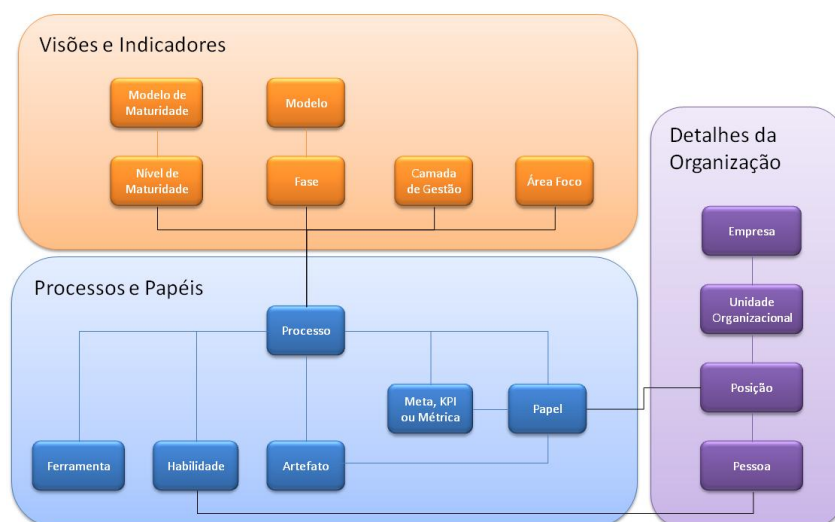 Visões e Indicadores
Modelo de
Maturidade
Modelo
Nível de
Maturidade
Fase
Camada
de Gestão
Área Foco
Detalhes da
Organização
Empresa
Unidade
Organizacional
Posição
Pessoa
Processos e Papéis
Processo
Meta, KPI
ou Métrica
Papel
Ferramenta
Habilidade
Artefato